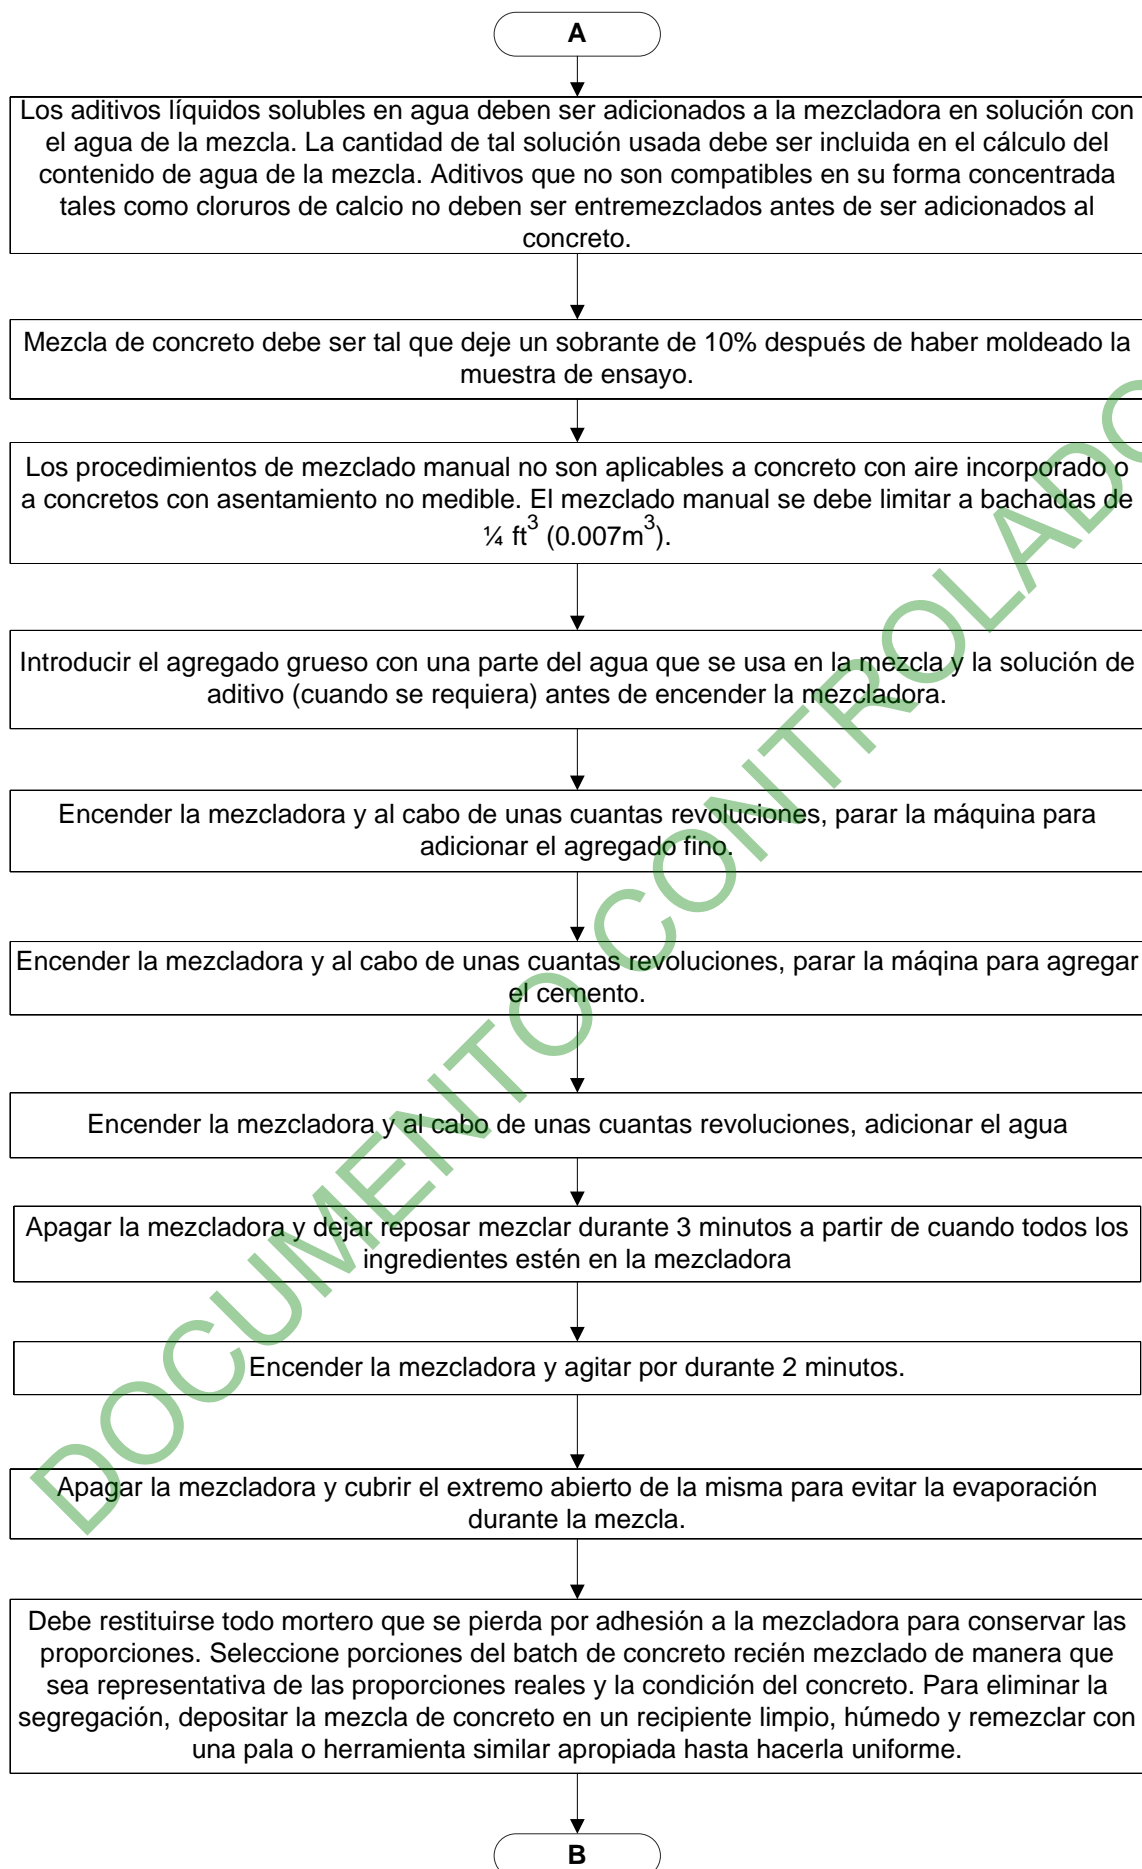 A
Los aditivos líquidos solubles en agua deben ser adicionados a la mezcladora en solución con
el agua de la mezcla. La cantidad de tal solución usada debe ser incluida en el cálculo del
contenido de agua de la mezcla. Aditivos que no son compatibles en su forma concentrada
tales como cloruros de calcio no deben ser entremezclados antes de ser adicionados al
concreto.
Mezcla de concreto debe ser tal que deje un sobrante de 10% después de haber moldeado la
muestra de ensayo.
Los procedimientos de mezclado manual no son aplicables a concreto con aire incorporado o
a concretos con asentamiento no medible. El mezclado manual se debe limitar a bachadas de
¼ ft³ (0.007m³).
Introducir el agregado grueso con una parte del agua que se usa en la mezcla y la solución de
aditivo (cuando se requiera) antes de encender la mezcladora.
Encender la mezcladora y al cabo de unas cuantas revoluciones, parar la máquina para
adicionar el agregado fino.
Encender la mezcladora y al cabo de unas cuantas revoluciones, parar la máqina para agregar
el cemento.
Encender la mezcladora y al cabo de unas cuantas revoluciones, adicionar el agua
Apagar la mezcladora y dejar reposar mezclar durante 3 minutos a partir de cuando todos los
ingredientes estén en la mezcladora
Encender la mezcladora y agitar por durante 2 minutos.
Apagar la mezcladora y cubrir el extremo abierto de la misma para evitar la evaporación
durante la mezcla.
Debe restituirse todo mortero que se pierda por adhesión a la mezcladora para conservar las
proporciones. Seleccione porciones del batch de concreto recién mezclado de manera que
sea representativa de las proporciones reales y la condición del concreto. Para eliminar la
segregación, depositar la mezcla de concreto en un recipiente limpio, húmedo y remezclar con
una pala o herramienta similar apropiada hasta hacerla uniforme.
B
DOCUMENTO CONTROLADO